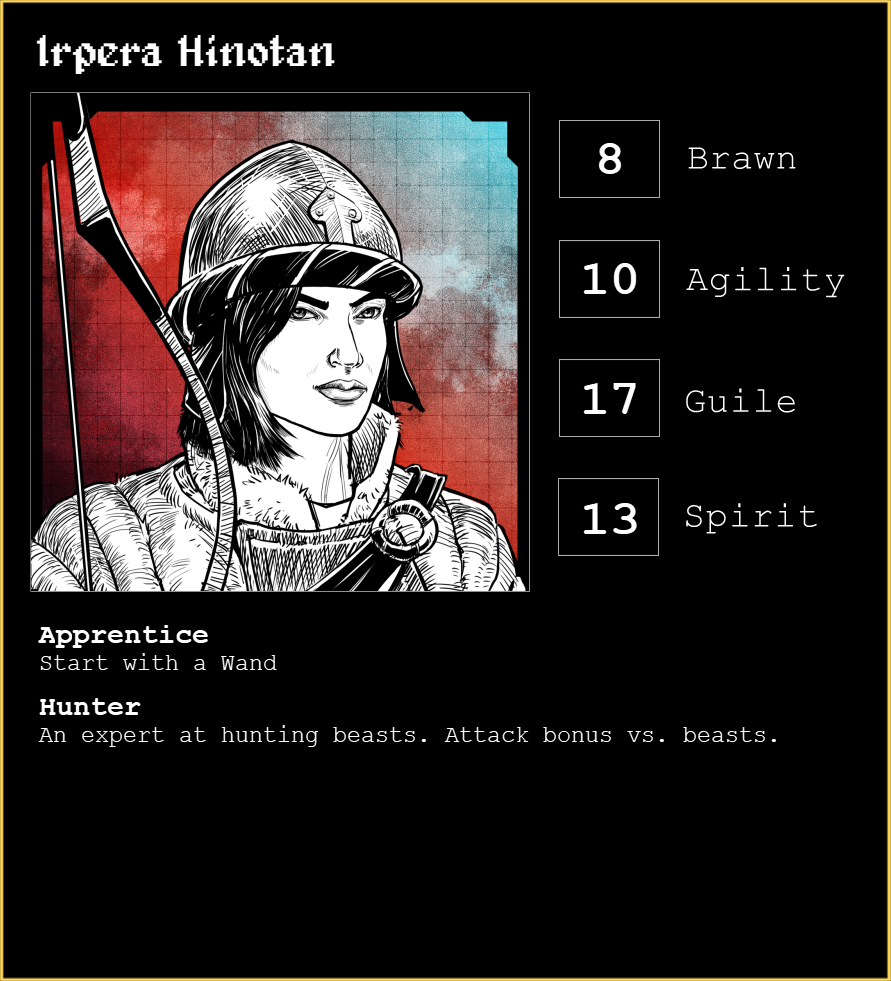 Irpera Hinotan
8 Brawn
10 Agility
17 Guile
13 Spirit
Apprentice
Start with a Wand
Hunter
An expert at hunting beasts. Attack bonus vs. beasts.